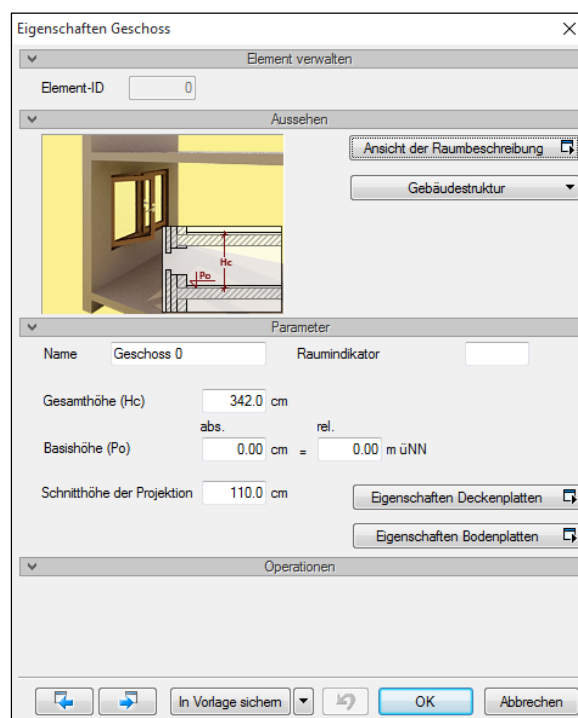 Eigenschaften Geschoss
Element verwalten
Element-ID 0
Aussehen
Ansicht der Raumbeschreibung
Gebäudestruktur
Hc
Po
Parameter
Name Geschoss 0 Raumindikator
Gesamthöhe (Hc) 342.0 cm
abs. rel.
Basishöhe (Po) 0.00 cm = 0.00 m üNN
Schnitthöhe der Projektion 110.0 cm
Eigenschaften Deckenplatten
Eigenschaften Bodenplatten
Operationen
In Vorlage sichern OK Abbrechen